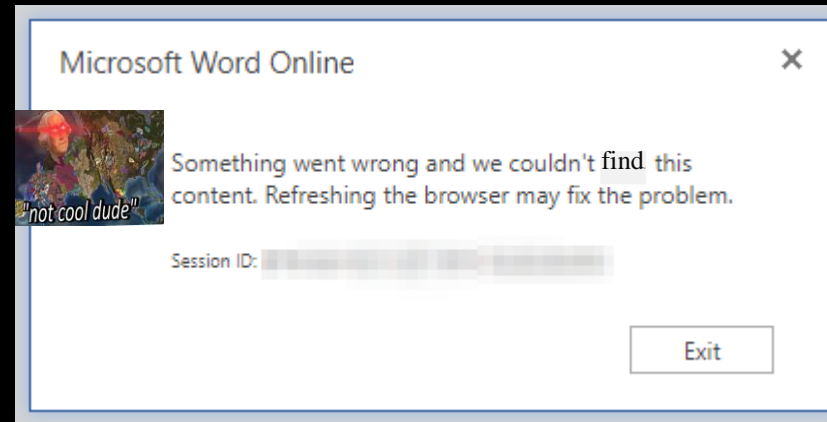 Microsoft Word Online
"not cool dude"
Something went wrong and we couldn't find this
content. Refreshing the browser may fix the problem.
Session ID:
Exit